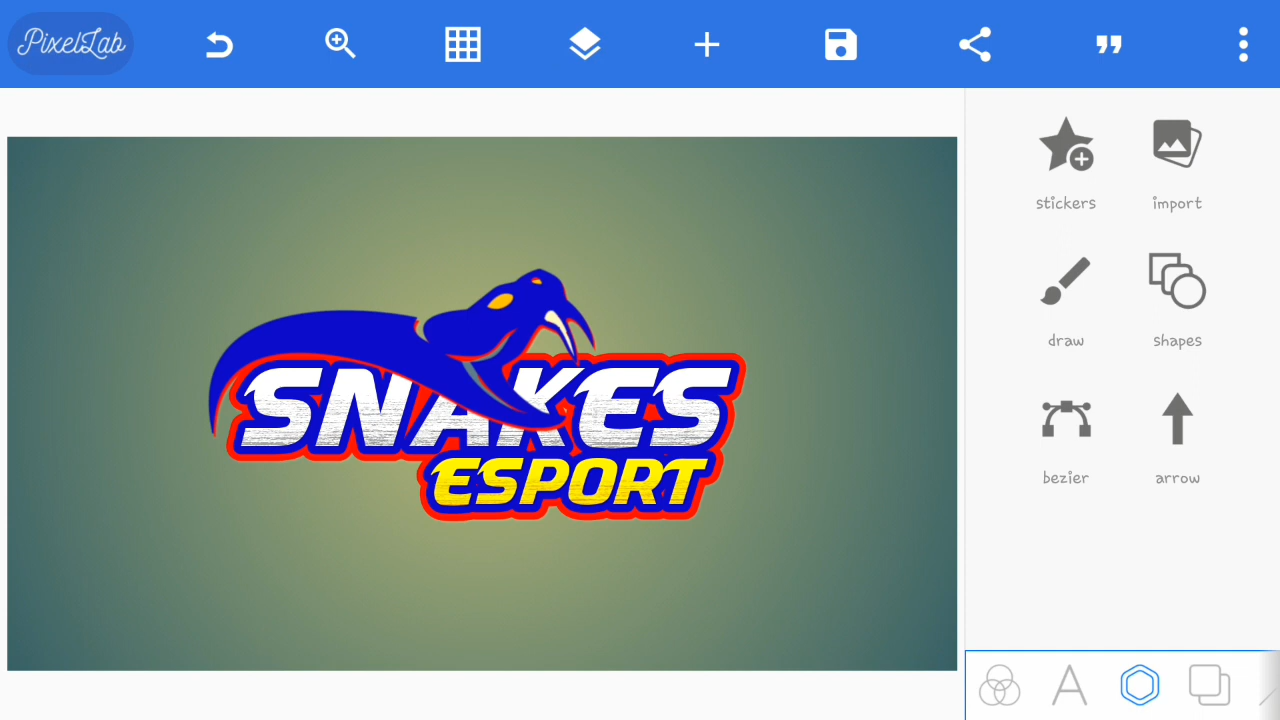 PixelLab
stickers
import
draw
shapes
bezier
arrow
SNAKES
ESPORT